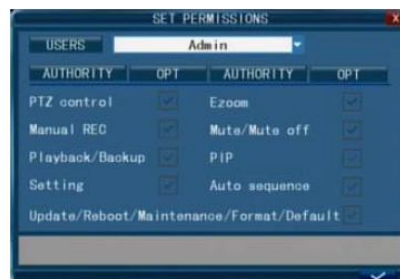 SET PERMISSIONS
USERS Admin
AUTHORITY OPT AUTHORITY OPT
PTZ control Ezoom
Manual REC Mute/Mute off
Playback/Backup PIP
Setting Auto sequence
Update/Reboot/Maintenance/Format/Default